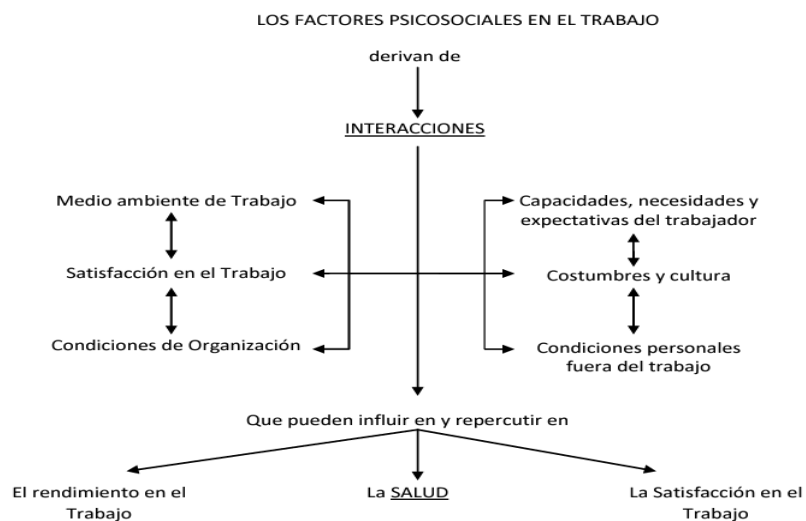 LOS FACTORES PSICOSOCIALES EN EL TRABAJO
derivan de
INTERACCIONES
Medio ambiente de Trabajo
Satisfacción en el Trabajo
Condiciones de Organización
Capacidades, necesidades y
expectativas del trabajador
Costumbres y cultura
Condiciones personales
fuera del trabajo
Que pueden influir en y repercutir en
El rendimiento en el
Trabajo
La SALUD
La Satisfacción en el
Trabajo